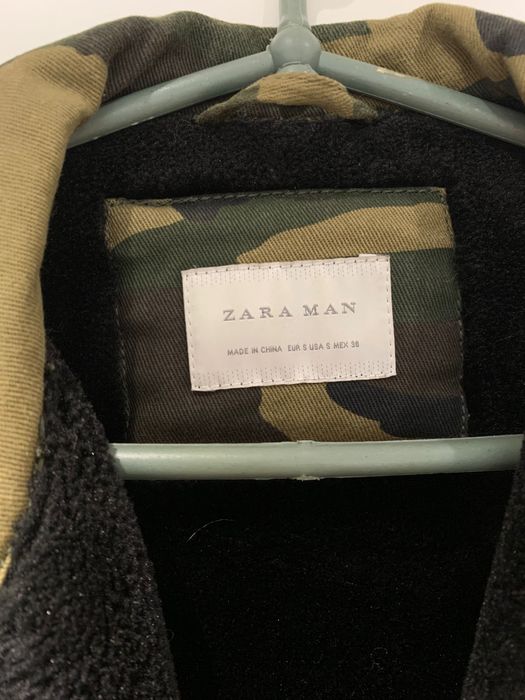 ZARA MAN
MADE IN CHINA EUR S USA S MEX 38